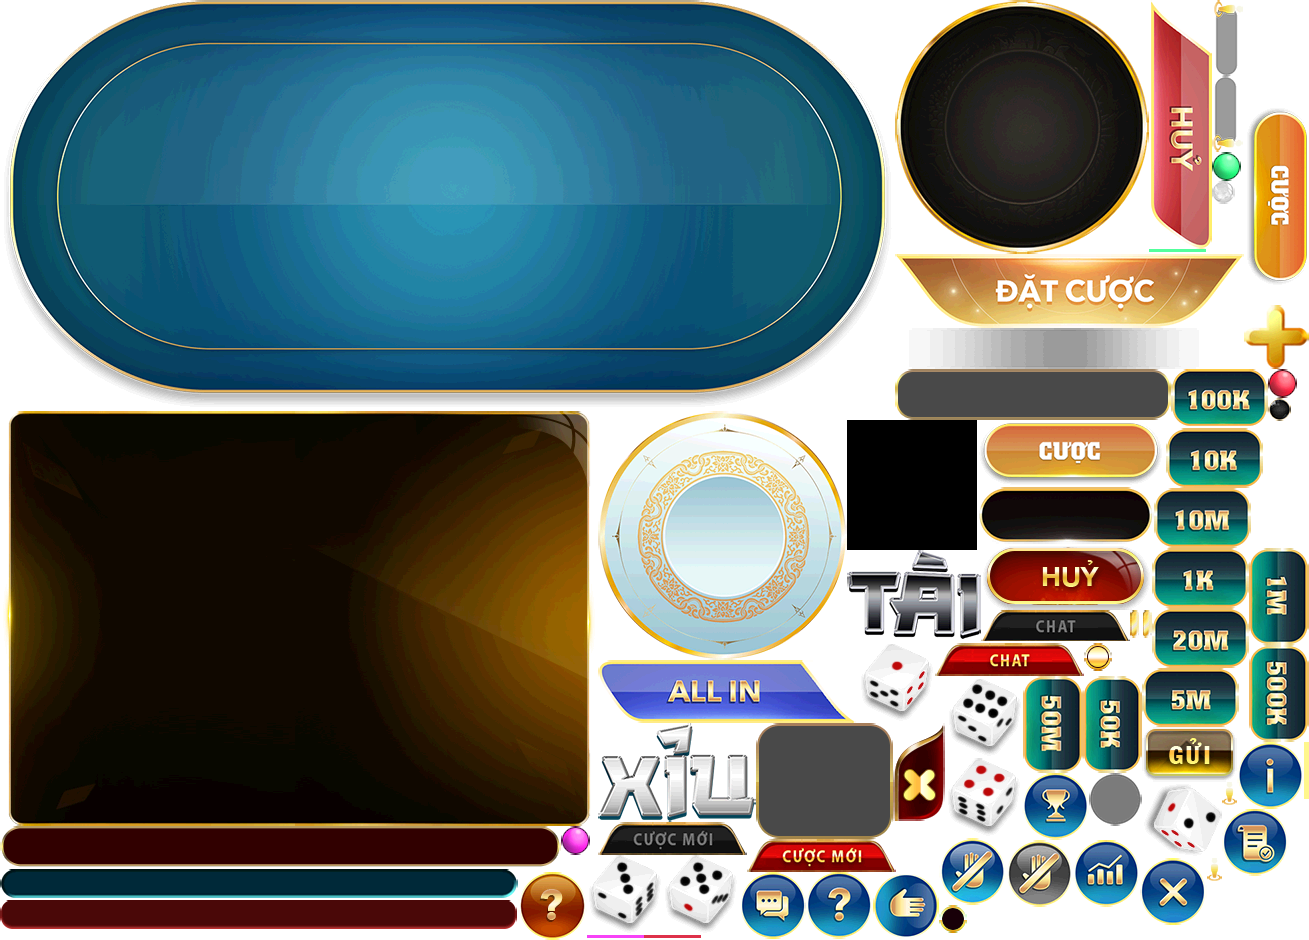 HUỶ
CƯỢC
ĐẶT CƯỢC
100K
CƯỢC
10K
10M
TÀI
HUỶ
1K
1M
CHAT
20M
CHAT
ALL IN
50M
50K
5M
500K
XỈU
GỬI
CƯỢC MỚI
CƯỢC MỚI
?
?